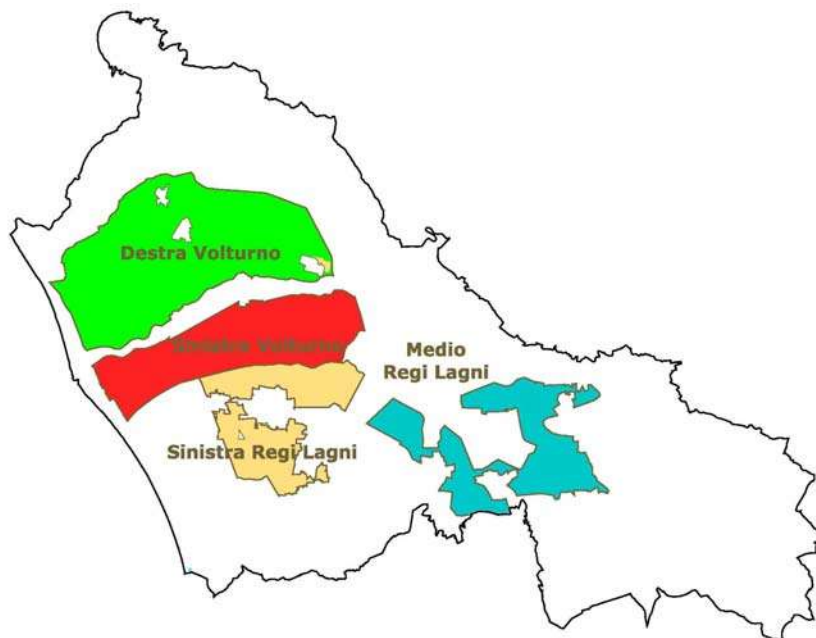 Destra Volturno
Sinistra Volturno
Medio
Regi Lagni
Sinistra Regi Lagni